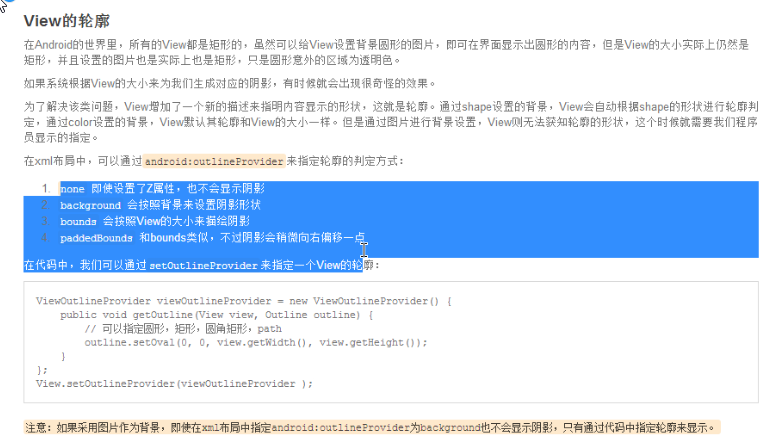 View的轮廓
在Android的世界里，所有的View都是矩形的，虽然可以给View设置背景圆形的图片，即可在界面显示出圆形的内容，但是View的大小实际上仍然是
矩形，并且设置的图片也是实际上也是矩形，只是圆形意外的区域为透明色。
如果系统根据View的大小来为我们生成对应的阴影，有时候就会出现很奇怪的效果。
为了解决该类问题，View增加了一个新的描述来指明内容显示的形状，这就是轮廓。通过shape设置的背景，View会自动根据shape的形状进行轮廓判
定，通过color设置的背景，View默认其轮廓和View的大小一样。但是通过图片进行背景设置，View则无法获知轮廓的形状，这个时候就需要我们程序
员显示的指定。
在xml布局中，可以通过android:outlineProvider来指定轮廓的判定方式：
1. none 即使设置了Z属性，也不会显示阴影
2. background 会按照背景来设置阴影形状
3. bounds 会按照View的大小来描绘阴影
4. paddedBounds 和bounds类似，不过阴影会稍微向右偏移一点
在代码中，我们可以通过setOutlineProvider来指定一个View的轮廓：
ViewOutlineProvider viewOutlineProvider = new ViewOutlineProvider() {
public void getOutline(View view, Outline outline) {
// 可以指定圆形，矩形，圆角矩形，path
outline.setOval(0, 0, view.getWidth(), view.getHeight());
}
};
View.setOutlineProvider(viewOutlineProvider );
注意：如果采用图片作为背景，即使在xml布局中指定android:outlineProvider为background也不会显示阴影，只有通过代码中指定轮廓来显示。